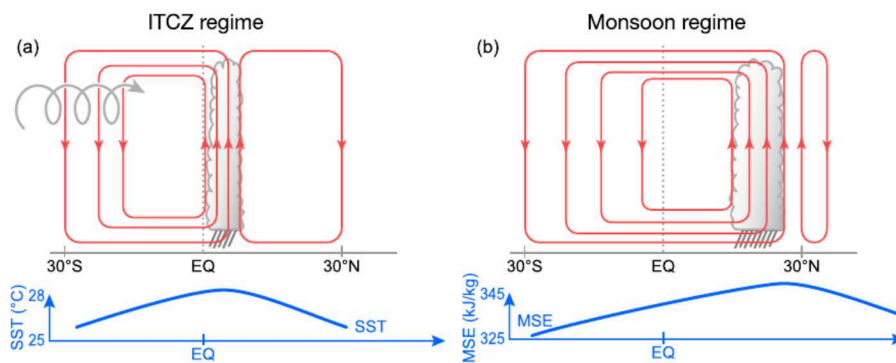 ITCZ regime
Monsoon regime
(a)
(b)
30°S EQ 30°N
30°S EQ 30°N
SST (°C)
28
25
SST
EQ
MSE (kJ/kg)
345
325
MSE
EQ